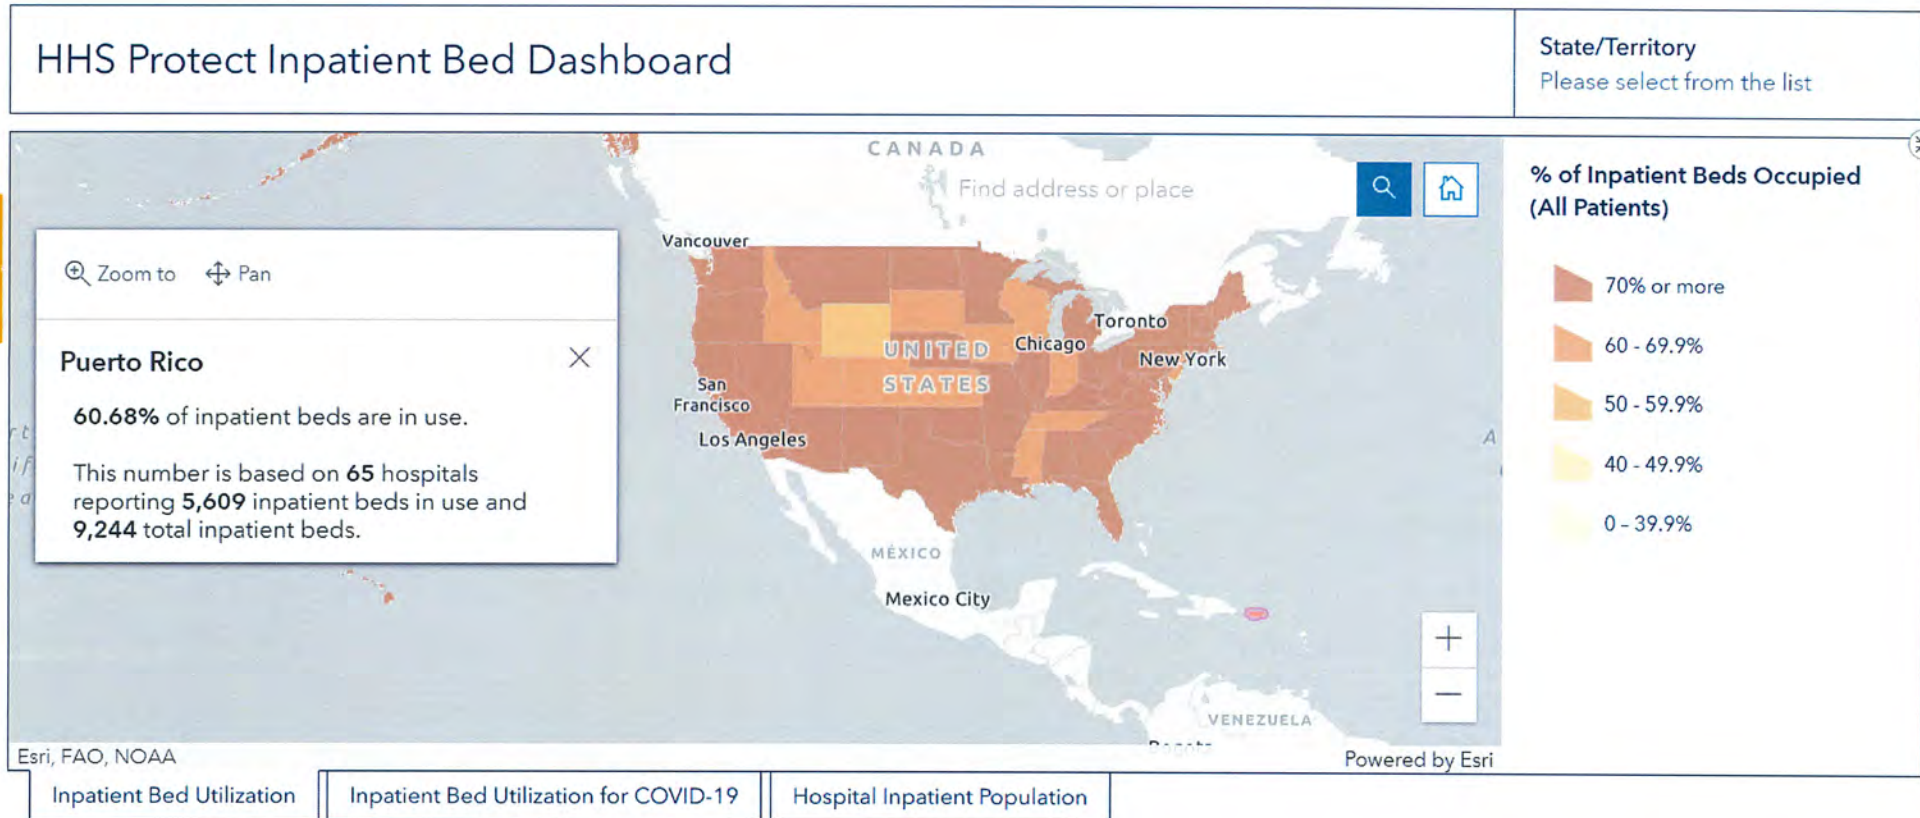 HHS Protect Inpatient Bed Dashboard
State/Territory
Please select from the list
CANADA
Find address or place
% of Inpatient Beds Occupied
(All Patients)
Vancouver
Zoom to
Pan
70% or more
Toronto
60 - 69.9%
Chicago
UNITED
New York
Puerto Rico
STATES
San
Francisco
50 - 59.9%
60.68% of inpatient beds are in use.
Los Angeles
A
40 - 49.9%
This number is based on 65 hospitals
reporting 5,609 inpatient beds in use and
9,244 total inpatient beds.
0 - 39.9%
MÉXICO
Mexico City
VENEZUELA
Esri, FAO, NOAA
Powered by Esri
Inpatient Bed Utilization
Inpatient Bed Utilization for COVID-19
Hospital Inpatient Population